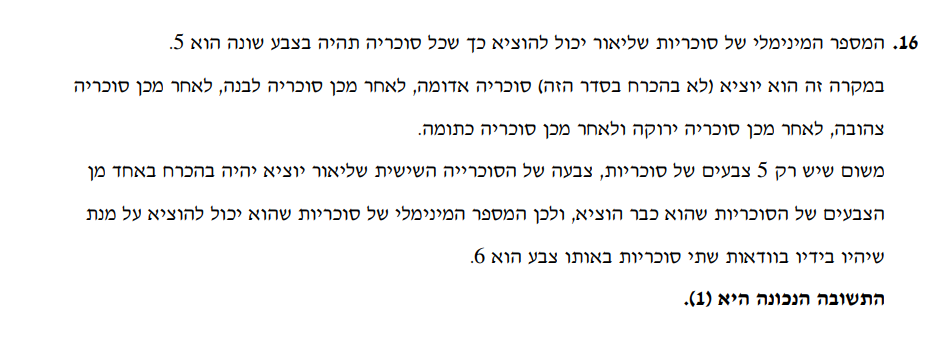 16. המספר המינימלי של סוכריות שליאור יכול להוציא כך שכל סוכריה תהיה בצבע שונה הוא 5.
במקרה זה הוא יוציא (לא בהכרח בסדר הזה) סוכריה אדומה, לאחר מכן סוכריה לבנה, לאחר מכן סוכריה
צהובה, לאחר מכן סוכריה ירוקה ולאחר מכן סוכריה כתומה.
משום שיש רק 5 צבעים של סוכריות, צבעה של הסוכרייה השישית שליאור יוציא יהיה בהכרח באחד מן
הצבעים של הסוכריות שהוא כבר הוציא, ולכן המספר המינימלי של סוכריות שהוא יכול להוציא על מנת
שיהיו בידיו בוודאות שתי סוכריות באותו צבע הוא 6.
התשובה הנכונה היא (1).